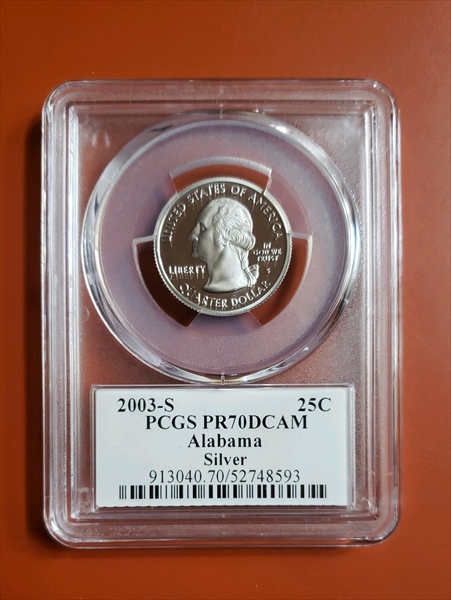 UNITED STATES OF AMERICA
LIBERTY
IN
GOD WE
TRUST
S
QUARTER DOLLAR
2003-S 25C
PCGS PR70DCAM
Alabama
Silver
913040.70/52748593